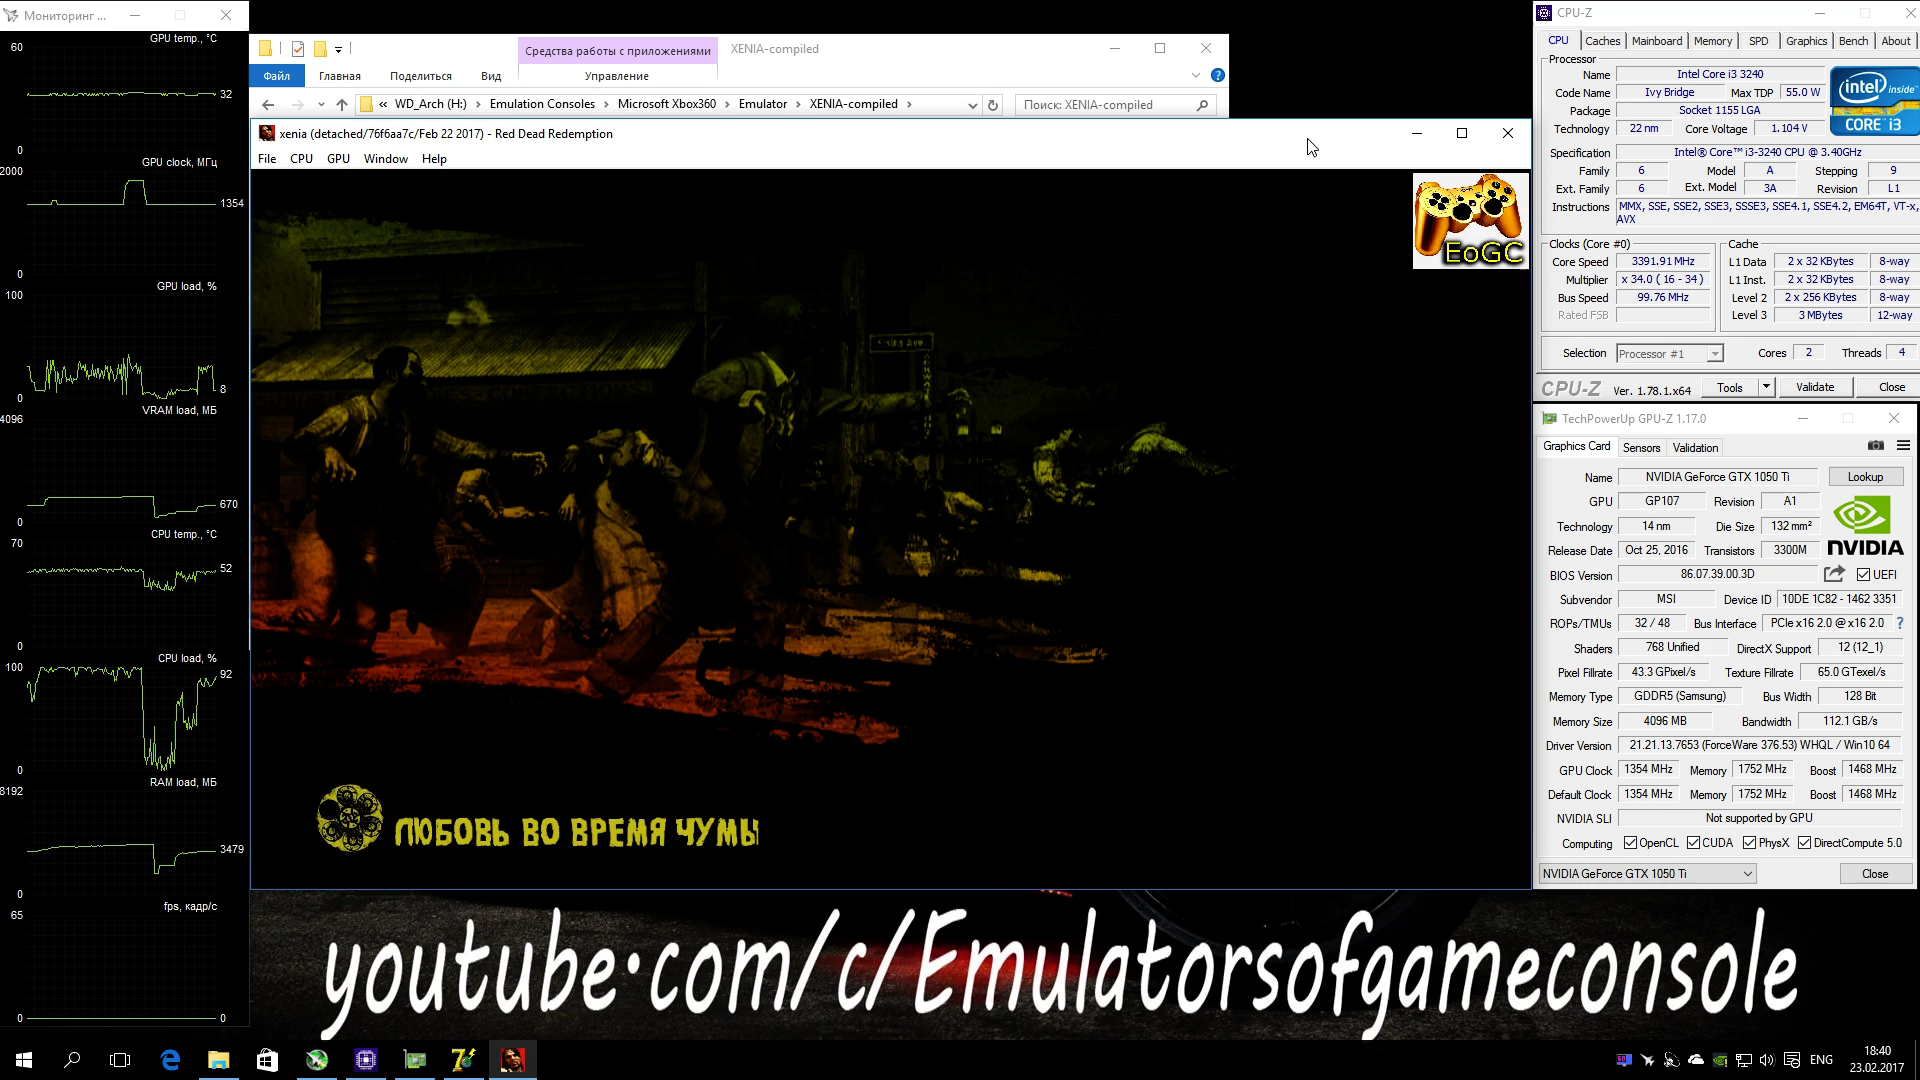 Мониторинг ...
GPU temp., °C
60
32
0
GPU clock, МГц
2000
1354
0
GPU load, %
100
8
0
VRAM load, МБ
4096
670
0
CPU temp., °C
70
52
0
CPU load, %
100
92
0
RAM load, МБ
8192
3479
0
fps, кадр/с
65
0
0
Средства работы с приложениями
XENIA-compiled
Файл
Главная
Поделиться
Вид
Управление
« WD_Arch (H:) › Emulation Consoles › Microsoft Xbox360 › Emulator › XENIA-compiled ›
Поиск: XENIA-compiled
xenia (detached/76f6aa7c/Feb 22 2017) - Red Dead Redemption
File CPU GPU Window Help
EoGC
ЛЮБОВЬ ВО ВРЕМЯ ЧУМЫ
youtube.com/c/Emulatorsofgameconsole
CPU-Z
CPU Caches Mainboard Memory SPD Graphics Bench About
Processor
Name Intel Core i3 3240
Code Name Ivy Bridge Max TDP 55.0 W
Package Socket 1155 LGA
Technology 22 nm Core Voltage 1.104 V
intel inside™
CORE i3
Specification Intel® Core™ i3-3240 CPU @ 3.40GHz
Family 6 Model A Stepping 9
Ext. Family 6 Ext. Model 3A Revision L1
Instructions MMX, SSE, SSE2, SSE3, SSSE3, SSE4.1, SSE4.2, EM64T, VT-x,
AVX
Clocks (Core #0)
Core Speed 3391.91 MHz
Multiplier x 34.0 ( 16 - 34 )
Bus Speed 99.76 MHz
Rated FSB
Cache
L1 Data 2 x 32 KBytes 8-way
L1 Inst. 2 x 32 KBytes 8-way
Level 2 2 x 256 KBytes 8-way
Level 3 3 MBytes 12-way
Selection Processor #1 Cores 2 Threads 4
CPU-Z Ver. 1.78.1.x64 Tools Validate Close
TechPowerUp GPU-Z 1.17.0
Graphics Card Sensors Validation
Name NVIDIA GeForce GTX 1050 Ti Lookup
GPU GP107 Revision A1
Technology 14 nm Die Size 132 mm²
Release Date Oct 25, 2016 Transistors 3300M
NVIDIA
BIOS Version 86.07.39.00.3D UEFI
Subvendor MSI Device ID 10DE 1C82 - 1462 3351
ROPs/TMUs 32 / 48 Bus Interface PCIe x16 2.0 @ x16 2.0 ?
Shaders 768 Unified DirectX Support 12 (12_1)
Pixel Fillrate 43.3 GPixel/s Texture Fillrate 65.0 GTexel/s
Memory Type GDDR5 (Samsung) Bus Width 128 Bit
Memory Size 4096 MB Bandwidth 112.1 GB/s
Driver Version 21.21.13.7653 (ForceWare 376.53) WHQL / Win10 64
GPU Clock 1354 MHz Memory 1752 MHz Boost 1468 MHz
Default Clock 1354 MHz Memory 1752 MHz Boost 1468 MHz
NVIDIA SLI Not supported by GPU
Computing OpenCL CUDA PhysX DirectCompute 5.0
NVIDIA GeForce GTX 1050 Ti Close
ENG
18:40
23.02.2017